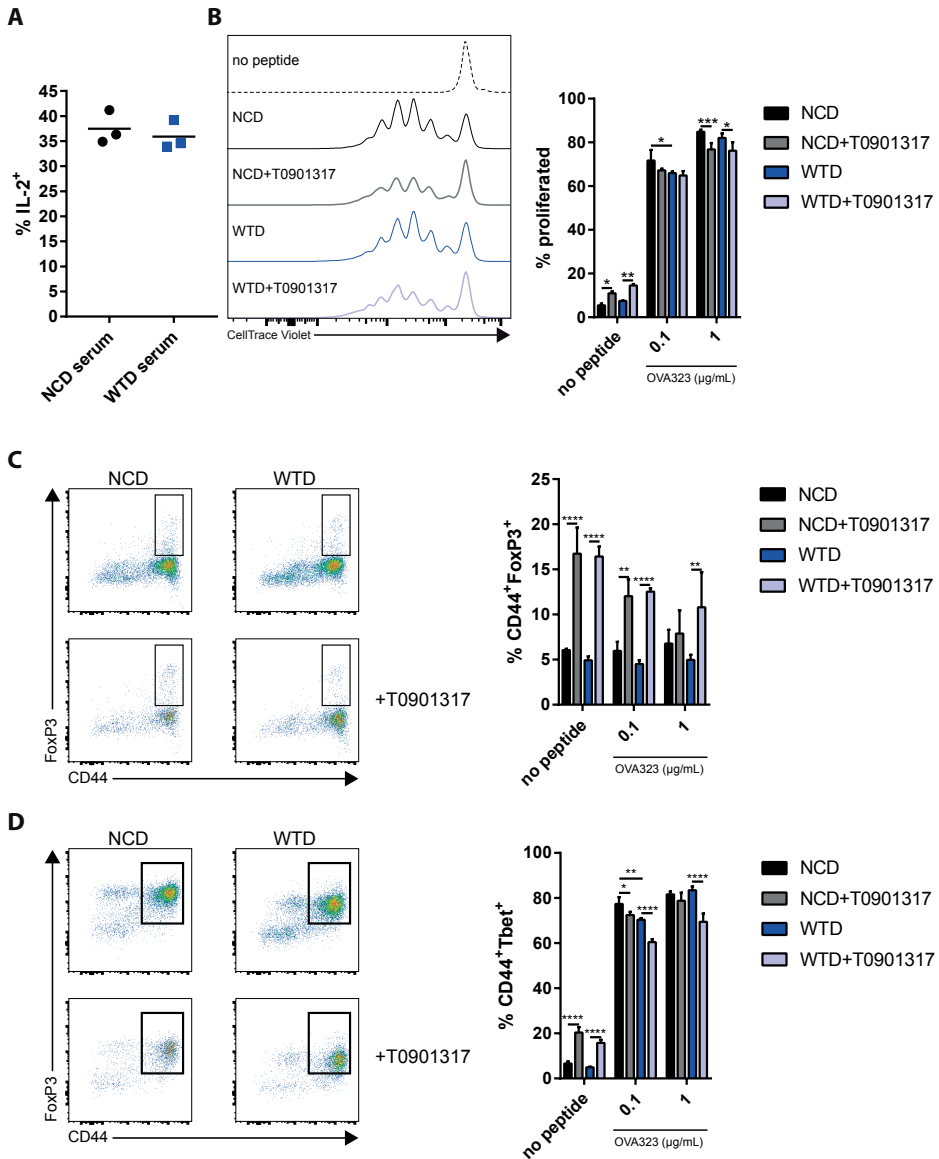 A
% IL-2⁺
45
40
35
30
25
20
15
10
5
0
NCD serum
WTD serum
B
no peptide
NCD
NCD+T0901317
WTD
WTD+T0901317
CellTrace Violet
% proliferated
100
80
60
40
20
0
* ** * *** *
no peptide
0.1
1
OVA323 (µg/mL)
NCD
NCD+T0901317
WTD
WTD+T0901317
C
NCD
WTD
+T0901317
FoxP3
CD44
% CD44⁺FoxP3⁺
25
20
15
10
5
0
**** **** ** **** **
no peptide
0.1
1
OVA323 (µg/mL)
NCD
NCD+T0901317
WTD
WTD+T0901317
D
NCD
WTD
+T0901317
FoxP3
CD44
% CD44⁺Tbet⁺
100
80
60
40
20
0
**** **** * ** **** ****
no peptide
0.1
1
OVA323 (µg/mL)
NCD
NCD+T0901317
WTD
WTD+T0901317